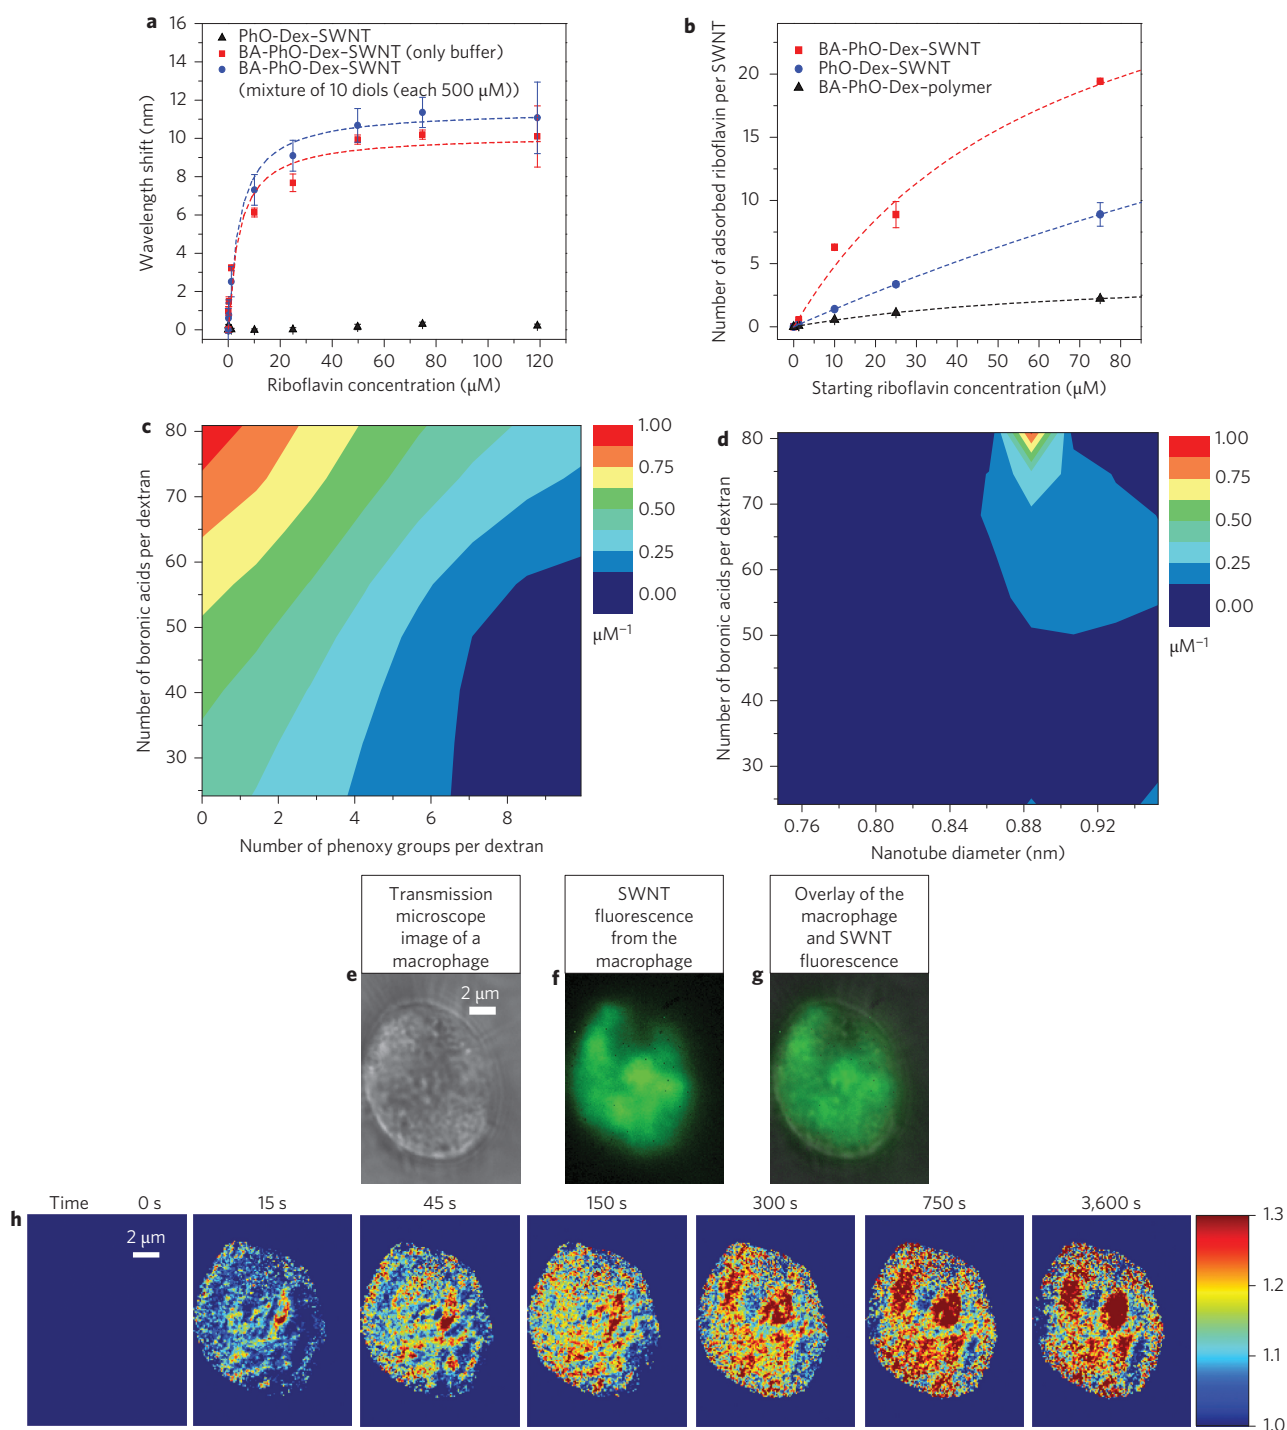 a
16
14
12
10
8
6
4
2
0
Wavelength shift (nm)
PhO-Dex–SWNT
BA-PhO-Dex–SWNT (only buffer)
BA-PhO-Dex–SWNT
(mixture of 10 diols (each 500 μM))
0 20 40 60 80 100 120
Riboflavin concentration (μM)
b
20
15
10
5
0
Number of adsorbed riboflavin per SWNT
BA-PhO-Dex–SWNT
PhO-Dex–SWNT
BA-PhO-Dex–polymer
0 10 20 30 40 50 60 70 80
Starting riboflavin concentration (μM)
c
80
70
60
50
40
30
Number of boronic acids per dextran
0 2 4 6 8
Number of phenoxy groups per dextran
1.00
0.75
0.50
0.25
0.00
μM⁻¹
d
80
70
60
50
40
30
Number of boronic acids per dextran
0.76 0.80 0.84 0.88 0.92
Nanotube diameter (nm)
1.00
0.75
0.50
0.25
0.00
μM⁻¹
Transmission
microscope
image of a
macrophage
e
2 μm
SWNT
fluorescence
from the
macrophage
f
Overlay of the
macrophage
and SWNT
fluorescence
g
h
Time 0 s 15 s 45 s 150 s 300 s 750 s 3,600 s
2 μm
1.3
1.2
1.1
1.0